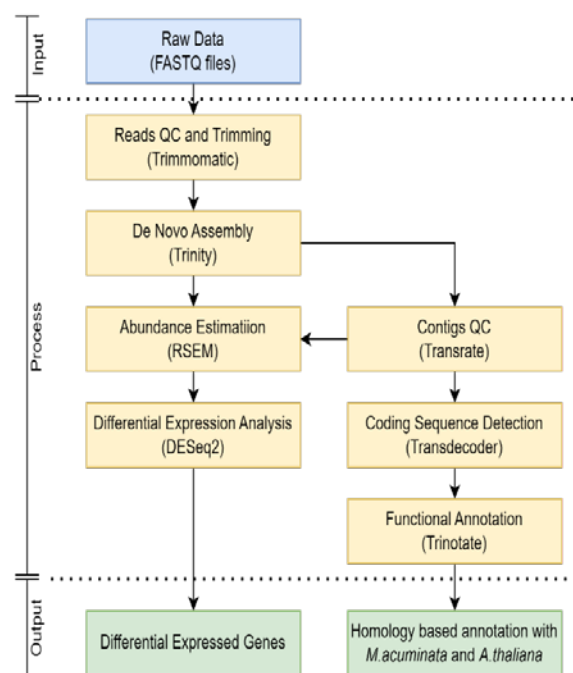 Input
Raw Data
(FASTQ files)
Process
Reads QC and Trimming
(Trimmomatic)
De Novo Assembly
(Trinity)
Abundance Estimatiion
(RSEM)
Contigs QC
(Transrate)
Differential Expression Analysis
(DESeq2)
Coding Sequence Detection
(Transdecoder)
Functional Annotation
(Trinotate)
Output
Differential Expressed Genes
Homology based annotation with
M.acuminata and A.thaliana